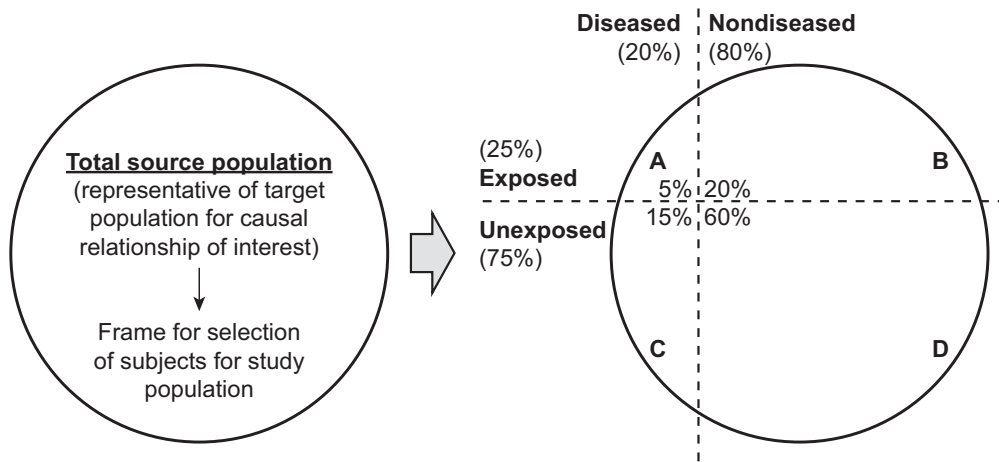 Total source population
(representative of target
population for causal
relationship of interest)
Frame for selection
of subjects for study
population
Diseased
(20%)
Nondiseased
(80%)
(25%)
Exposed
Unexposed
(75%)
A
B
5% 20%
15% 60%
C
D